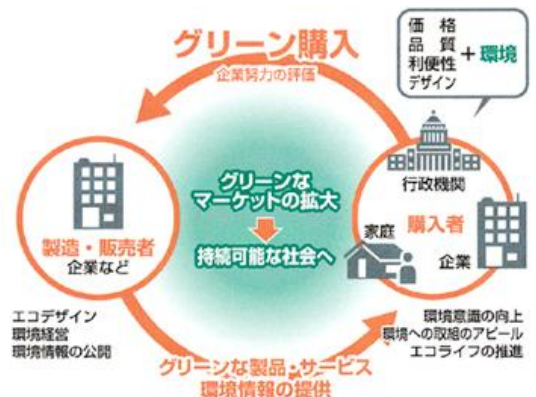 グリーン購入
企業努力の評価
価格
品質
利便性
デザイン
+環境
グリーンな
マーケットの拡大
持続可能な社会へ
製造・販売者
企業など
行政機関
購入者
家庭
企業
エコデザイン
環境経営
環境情報の公開
環境意識の向上
環境への取組のアピール
エコライフの推進
グリーンな製品・サービス
環境情報の提供